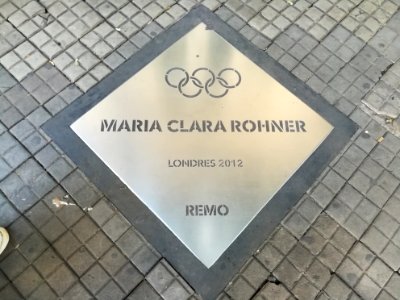 MARIA CLARA ROHNER
LONDRES 2012
REMO